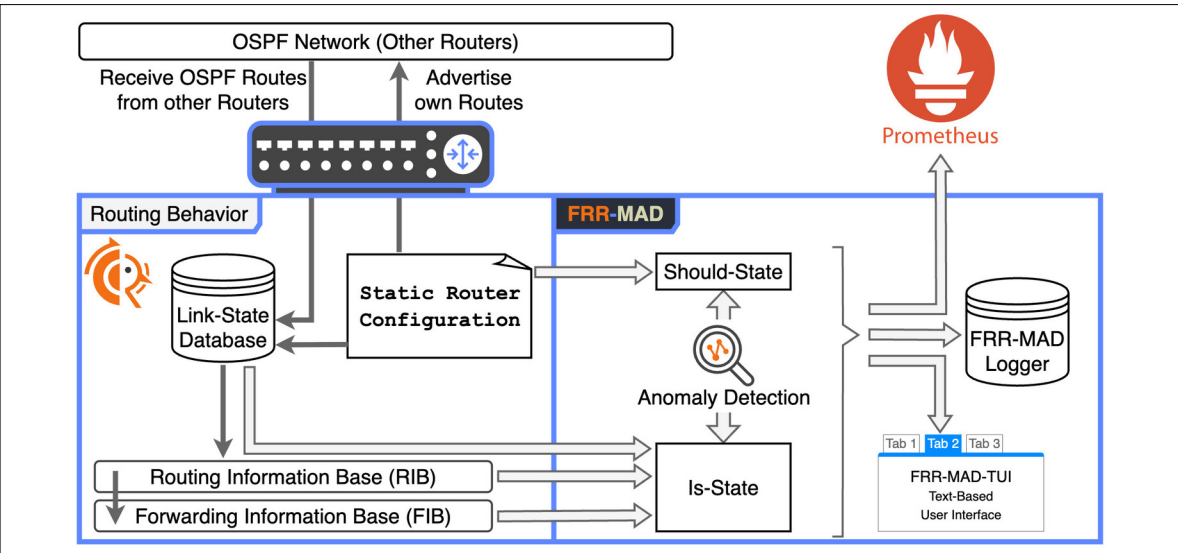 OSPF Network (Other Routers)
Receive OSPF Routes
from other Routers
Advertise
own Routes
Prometheus
Routing Behavior
FRR-MAD
Link-State
Database
Static Router
Configuration
Should-State
Anomaly Detection
Is-State
FRR-MAD
Logger
Routing Information Base (RIB)
Forwarding Information Base (FIB)
Tab 1 Tab 2 Tab 3
FRR-MAD-TUI
Text-Based
User Interface